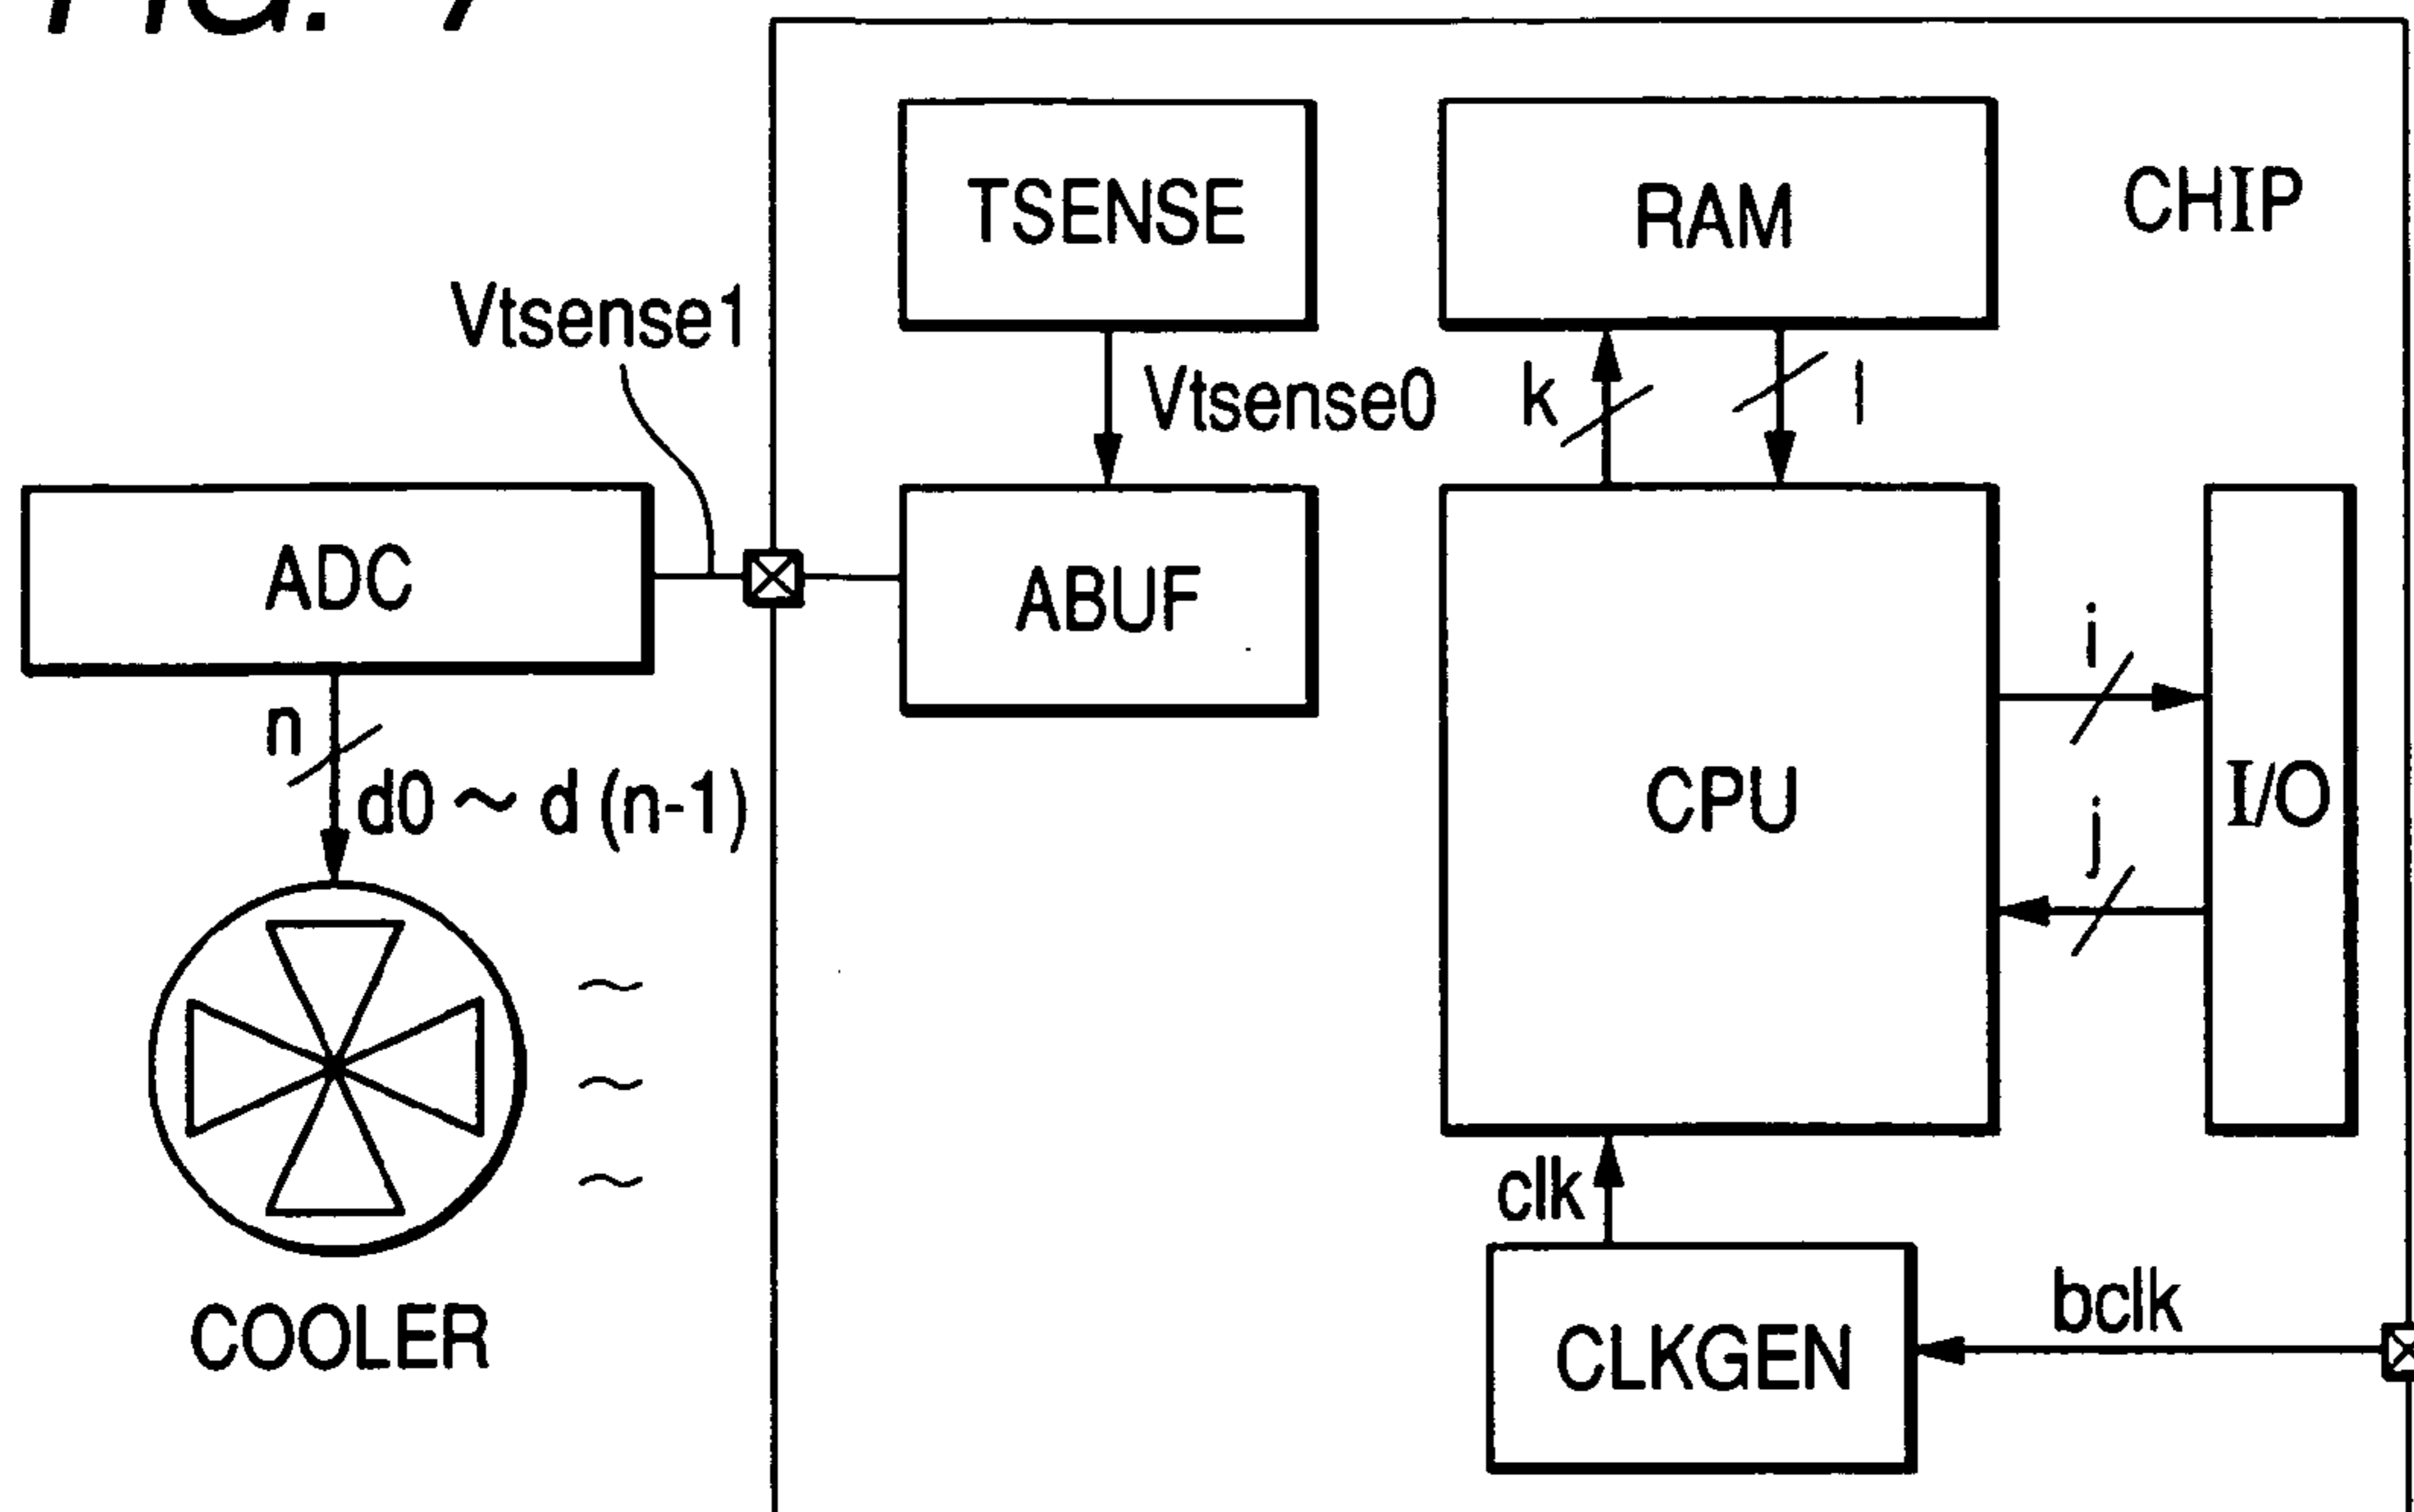 FIG. 7
TSENSE
RAM
CHIP
Vtsense1
Vtsense0
k
l
ADC
ABUF
n
d0 ~ d (n-1)
CPU
i
j
I/O
~
~
~
clk
COOLER
CLKGEN
bclk